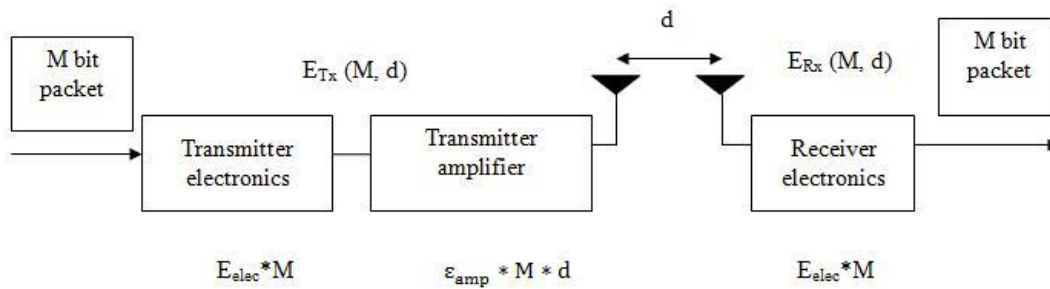 M bit
packet
E_Tx (M, d)
d
E_Rx (M, d)
M bit
packet
Transmitter
electronics
Transmitter
amplifier
Receiver
electronics
E_elec*M
ε_amp * M * d
E_elec*M